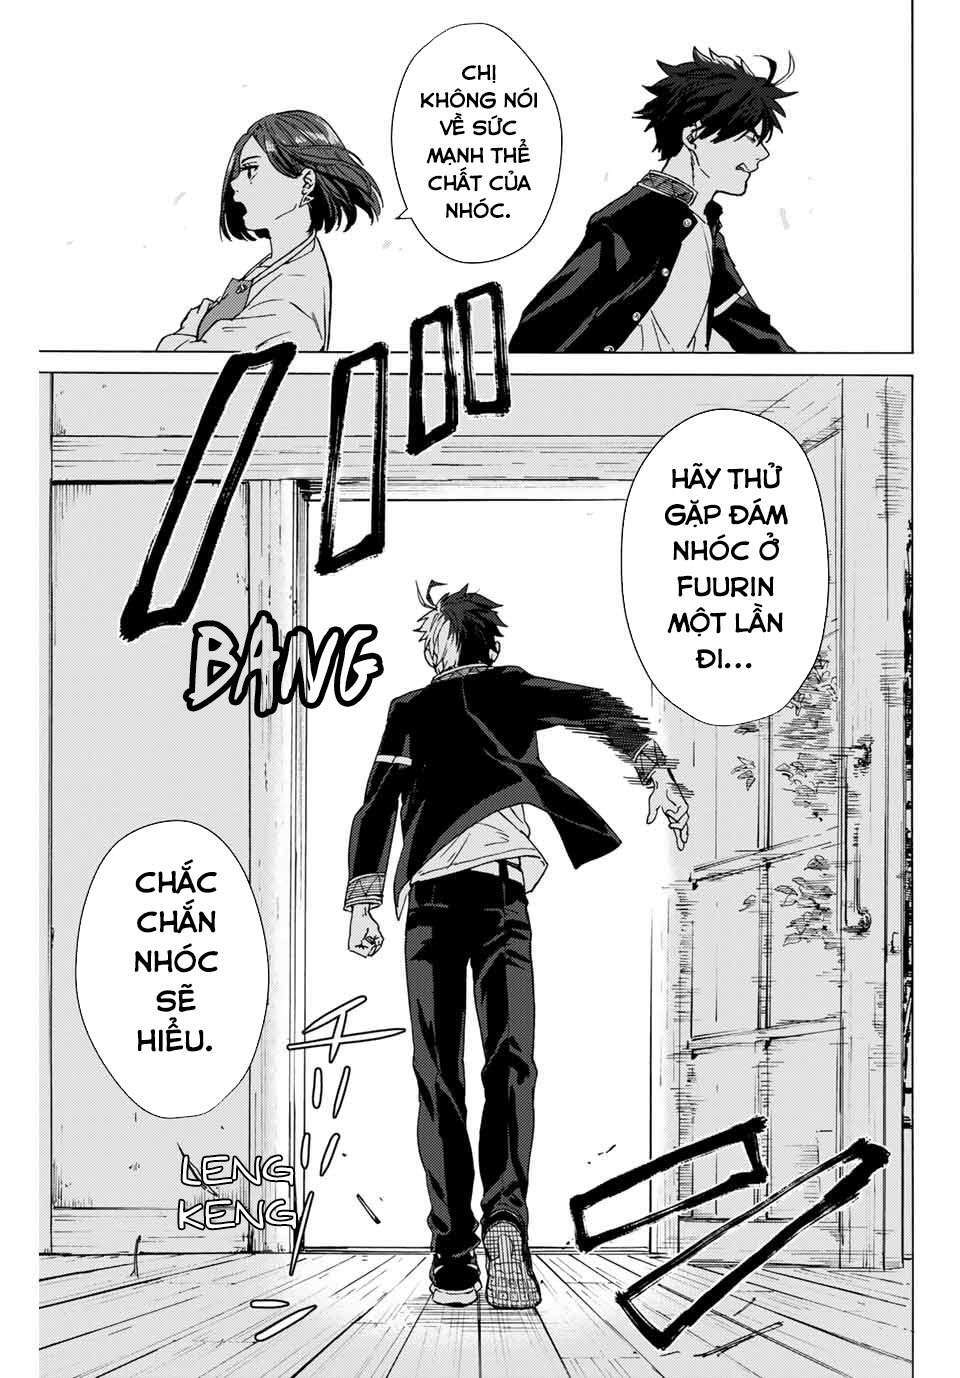 CHỊ
KHÔNG NÓI
VỀ SỨC
MẠNH THỂ
CHẤT CỦA
NHÓC.
HÃY THỬ
GẶP ĐÁM
NHÓC Ở
FUURIN
MỘT LẦN
ĐI...
BANG
CHẮC
CHẮN
NHÓC
SẼ
HIỂU.
LENG
KENG